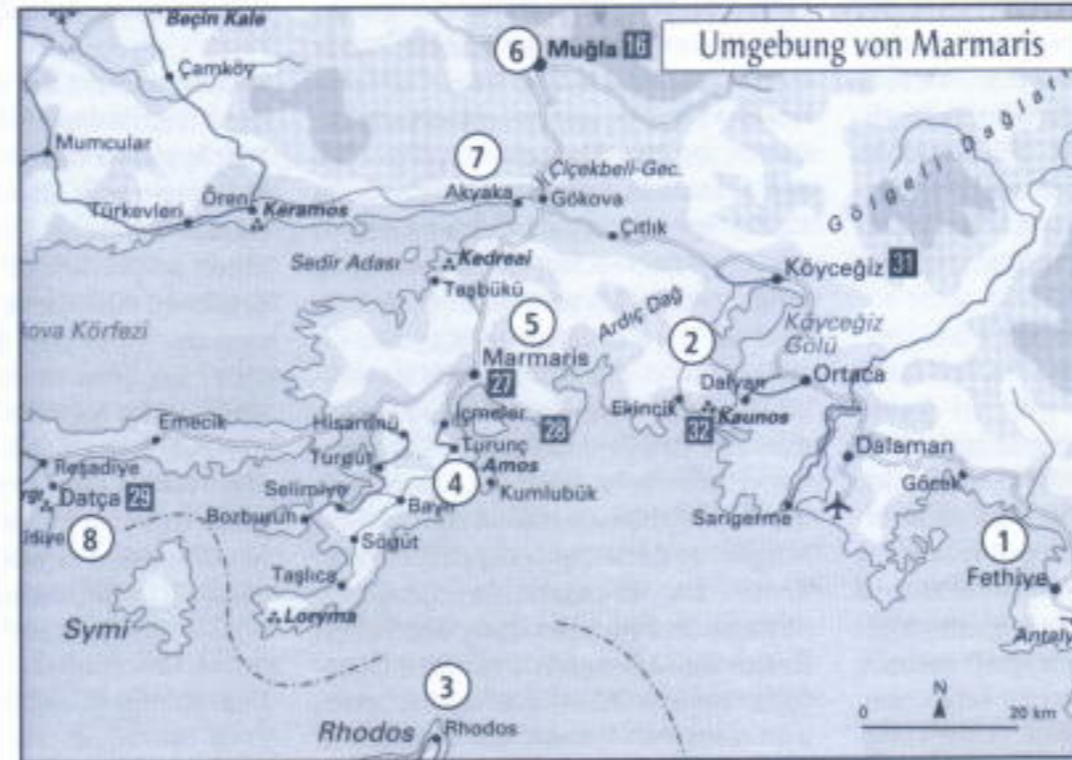 Beçin Kale
6
Muğla 16
Umgebung von Marmaris
Çamköy
Mumcular
7
Çiçekbeli-Gec.
Akyaka
Gökova
Ören
Türkevleri
Keramos
Çıtlık
Gölgeli Dağları
Sedir Adası
Kedreai
Taşbükü
Köyceğiz 31
kova Körfezi
5
Ardıç Dağ
2
Köyceğiz
Gölü
Marmaris
27
Dalyan
Ortaca
Ekincik
Kaunos
32
İçmeler
28
Hisarönü
Emecik
Turunç
Dalaman
Turgut
Amos
Reşadiye
4
Kumlubük
Göcek
Datça 29
Selimiye
Bayır
Bozburun
Sarıgerme
8
Söğüt
1
Fethiye
Taşlıca
Loryma
Symi
Antaly
3
Rhodos
Rhodos
N
0 20 km